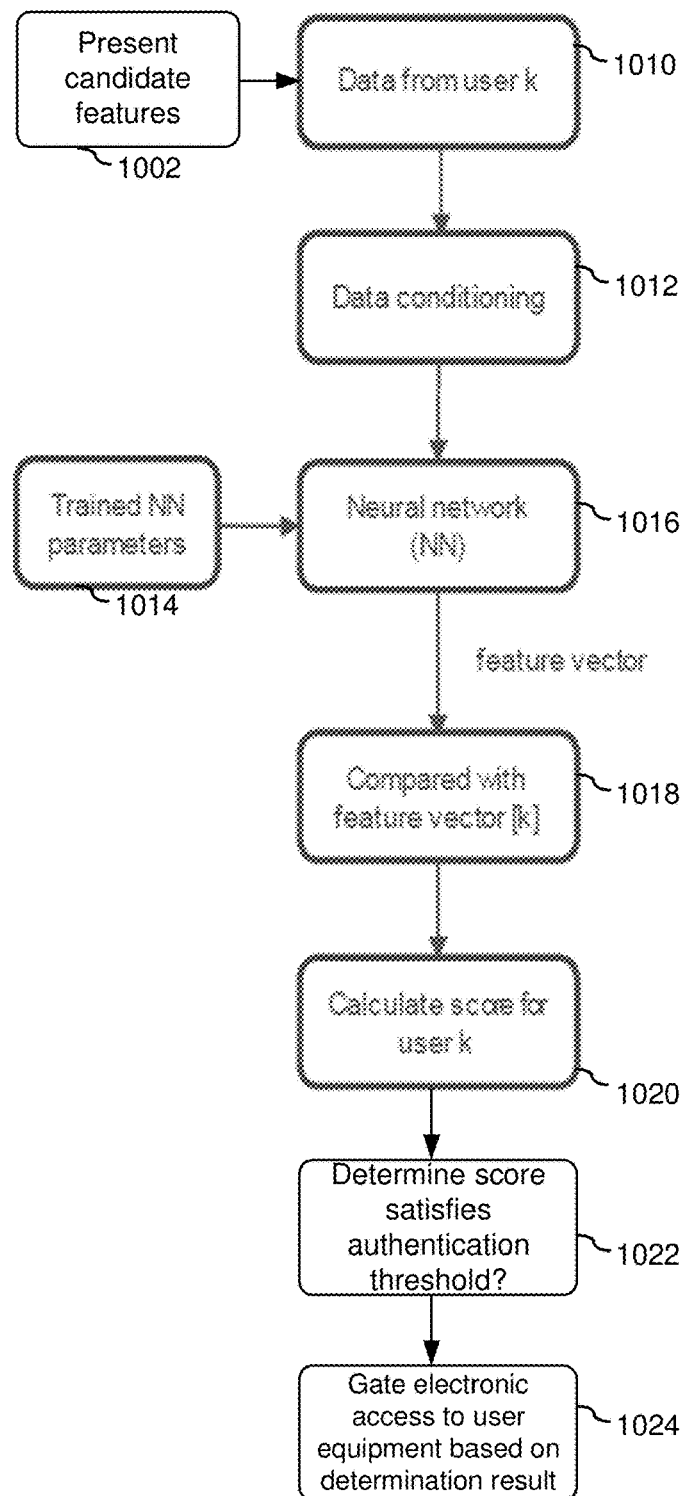 Present
candidate
features
1002
Data from user k
1010
Data conditioning
1012
Trained NN
parameters
1014
Neural network
(NN)
1016
feature vector
Compared with
feature vector [k]
1018
Calculate score for
user k
1020
Determine score
satisfies
authentication
threshold?
1022
Gate electronic
access to user
equipment based on
determination result
1024